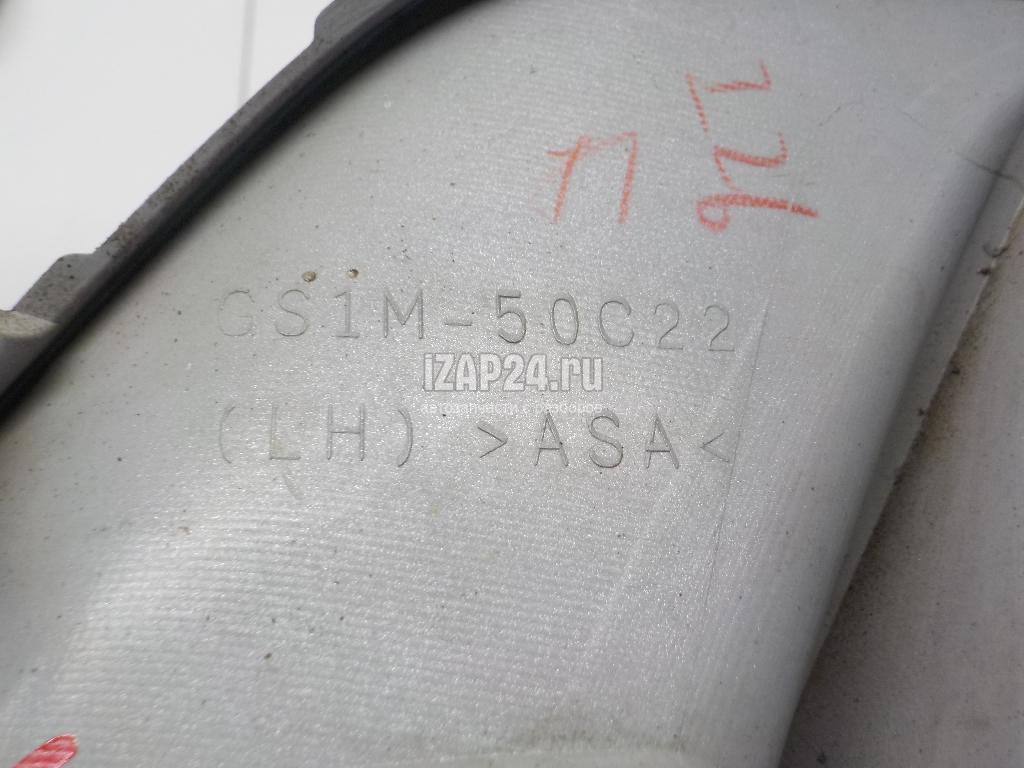 GS1M-50C22
IZAP24.ru
(LH) >ASA<